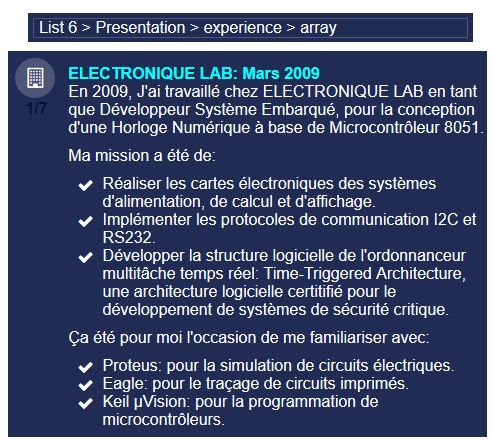 List 6 > Presentation > experience > array
ELECTRONIQUE LAB: Mars 2009
1/7
En 2009, J'ai travaillé chez ELECTRONIQUE LAB en tant
que Développeur Système Embarqué, pour la conception
d'une Horloge Numérique à base de Microcontrôleur 8051.
Ma mission a été de:
Réaliser les cartes électroniques des systèmes
d'alimentation, de calcul et d'affichage.
Implémenter les protocoles de communication I2C et
RS232.
Développer la structure logicielle de l'ordonnanceur
multitâche temps réel: Time-Triggered Architecture,
une architecture logicielle certitifié pour le
développement de systèmes de sécurité critique.
Ça été pour moi l'occasion de me familiariser avec:
Proteus: pour la simulation de circuits électriques.
Eagle: pour le traçage de circuits imprimés.
Keil µVision: pour la programmation de
microcontrôleurs.